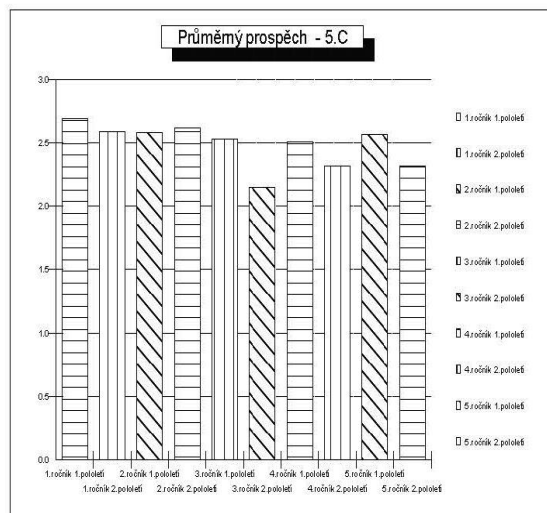 Průměrný prospěch - 5.C
3.0
2.5
2.0
1.5
1.0
0.5
0.0
1.ročník 1.pololetí
2.ročník 1.pololetí
3.ročník 1.pololetí
4.ročník 1.pololetí
5.ročník 1.pololetí
1.ročník 2.pololetí
2.ročník 2.pololetí
3.ročník 2.pololetí
4.ročník 2.pololetí
5.ročník 2.pololetí
1.ročník 1.pololetí
1.ročník 2.pololetí
2.ročník 1.pololetí
2.ročník 2.pololetí
3.ročník 1.pololetí
3.ročník 2.pololetí
4.ročník 1.pololetí
4.ročník 2.pololetí
5.ročník 1.pololetí
5.ročník 2.pololetí